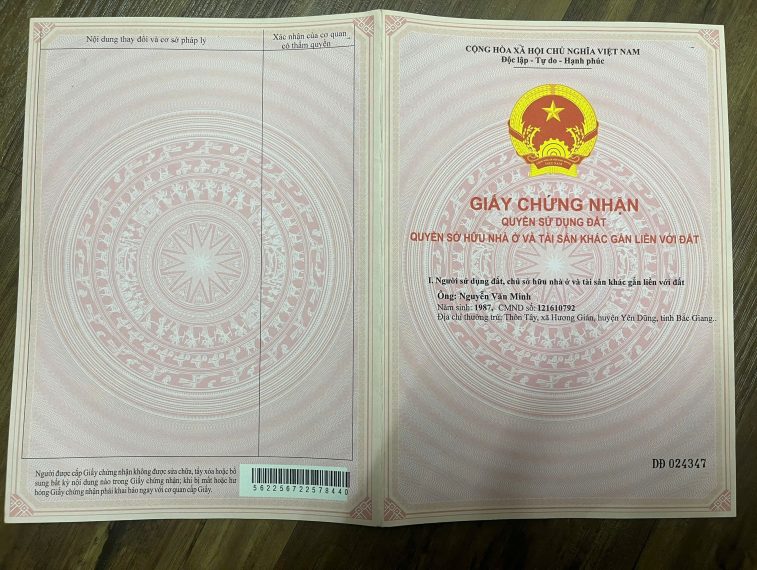 Nội dung thay đổi và cơ sở pháp lý
Xác nhận của cơ quan
có thẩm quyền
Người được cấp Giấy chứng nhận không được sửa chữa, tẩy xóa hoặc bổ
sung bất kỳ nội dung nào trong Giấy chứng nhận; khi bị mất hoặc hư
hỏng Giấy chứng nhận phải khai báo ngay với cơ quan cấp Giấy.
562256722578440
CỘNG HÒA XÃ HỘI CHỦ NGHĨA VIỆT NAM
Độc lập - Tự do - Hạnh phúc
GIẤY CHỨNG NHẬN
QUYỀN SỬ DỤNG ĐẤT
QUYỀN SỞ HỮU NHÀ Ở VÀ TÀI SẢN KHÁC GẮN LIỀN VỚI ĐẤT
I. Người sử dụng đất, chủ sở hữu nhà ở và tài sản khác gắn liền với đất
Ông: Nguyễn Văn Minh
Năm sinh: 1987, CMND số: 121610792
Địa chỉ thường trú: Thôn Tây, xã Hương Gián, huyện Yên Dũng, tỉnh Bắc Giang..
DĐ 024347